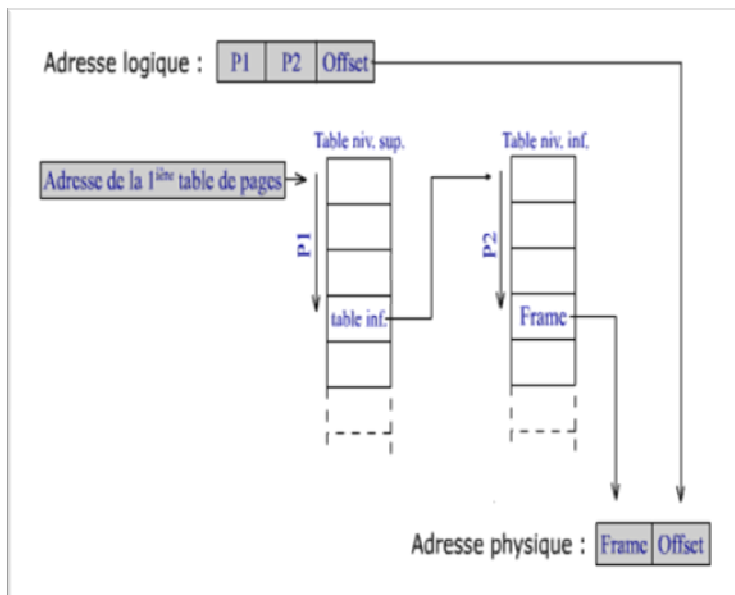 Adresse logique : P1 P2 Offset
Table niv. sup. Table niv. inf.
Adresse de la 1ième table de pages
P1
P2
table inf.
Frame
Adresse physique : Frame Offset